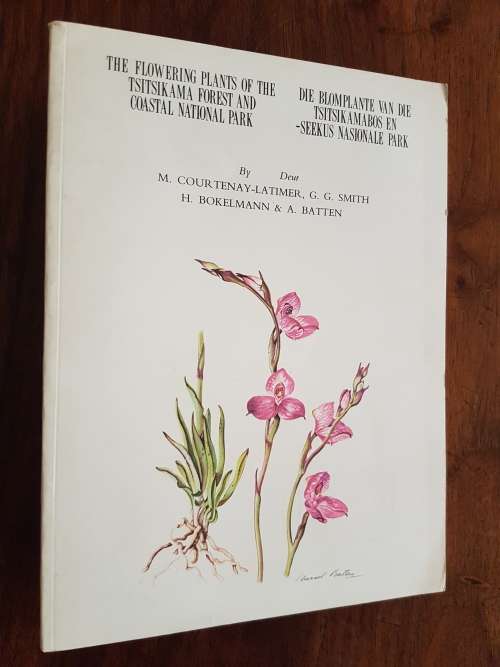 THE FLOWERING PLANTS OF THE
TSITSIKAMA FOREST AND
COASTAL NATIONAL PARK
DIE BLOMPLANTE VAN DIE
TSITSIKAMABOS EN
-SEEKUS NASIONALE PARK
By Deur
M. COURTENAY-LATIMER, G. G. SMITH
H. BOKELMANN & A. BATTEN
Batten